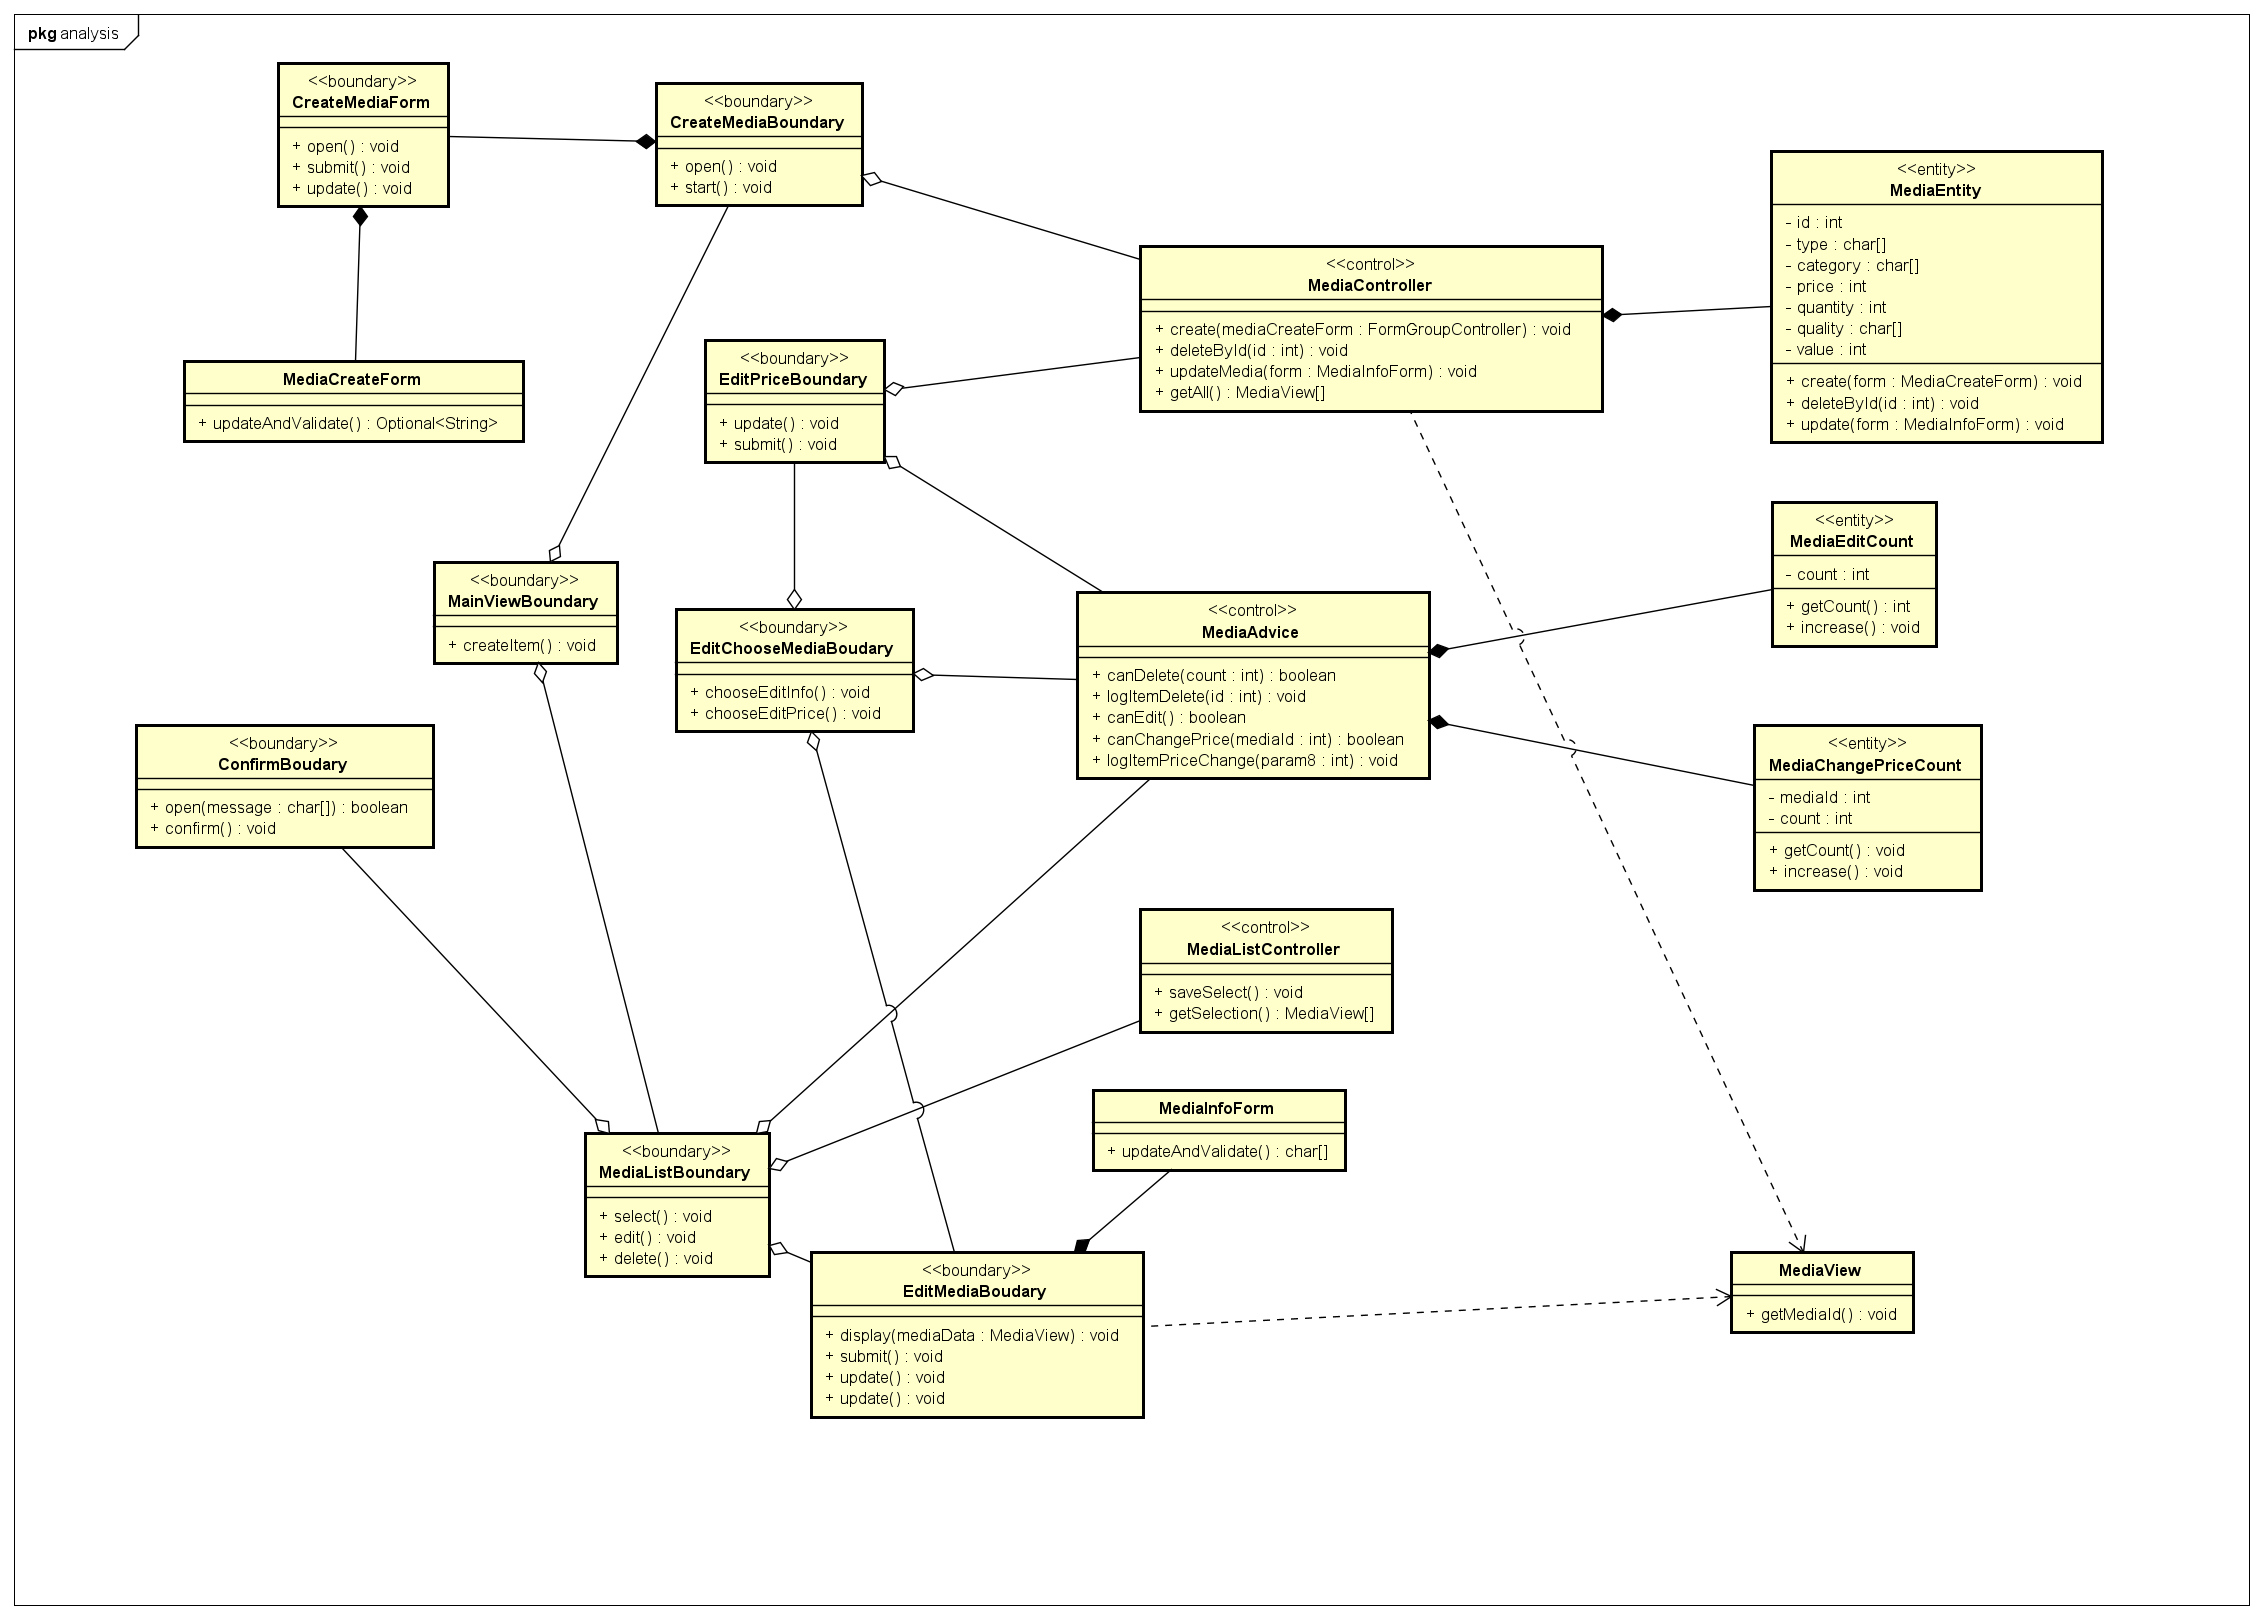 pkg analysis
<<boundary>>
CreateMediaForm
+ open() : void
+ submit() : void
+ update() : void
<<boundary>>
CreateMediaBoundary
+ open() : void
+ start() : void
<<entity>>
MediaEntity
- id : int
- type : char[]
- category : char[]
- price : int
- quantity : int
- quality : char[]
- value : int
+ create(form : MediaCreateForm) : void
+ deleteById(id : int) : void
+ update(form : MediaInfoForm) : void
<<control>>
MediaController
+ create(mediaCreateForm : FormGroupController) : void
+ deleteById(id : int) : void
+ updateMedia(form : MediaInfoForm) : void
+ getAll() : MediaView[]
MediaCreateForm
+ updateAndValidate() : Optional<String>
<<boundary>>
EditPriceBoundary
+ update() : void
+ submit() : void
<<entity>>
MediaEditCount
- count : int
+ getCount() : int
+ increase() : void
<<boundary>>
MainViewBoundary
+ createItem() : void
<<boundary>>
EditChooseMediaBoudary
+ chooseEditInfo() : void
+ chooseEditPrice() : void
<<control>>
MediaAdvice
+ canDelete(count : int) : boolean
+ logItemDelete(id : int) : void
+ canEdit() : boolean
+ canChangePrice(mediaId : int) : boolean
+ logItemPriceChange(param8 : int) : void
<<boundary>>
ConfirmBoudary
+ open(message : char[]) : boolean
+ confirm() : void
<<entity>>
MediaChangePriceCount
- mediaId : int
- count : int
+ getCount() : void
+ increase() : void
<<control>>
MediaListController
+ saveSelect() : void
+ getSelection() : MediaView[]
MediaInfoForm
+ updateAndValidate() : char[]
<<boundary>>
MediaListBoundary
+ select() : void
+ edit() : void
+ delete() : void
<<boundary>>
EditMediaBoudary
+ display(mediaData : MediaView) : void
+ submit() : void
+ update() : void
+ update() : void
MediaView
+ getMediaId() : void